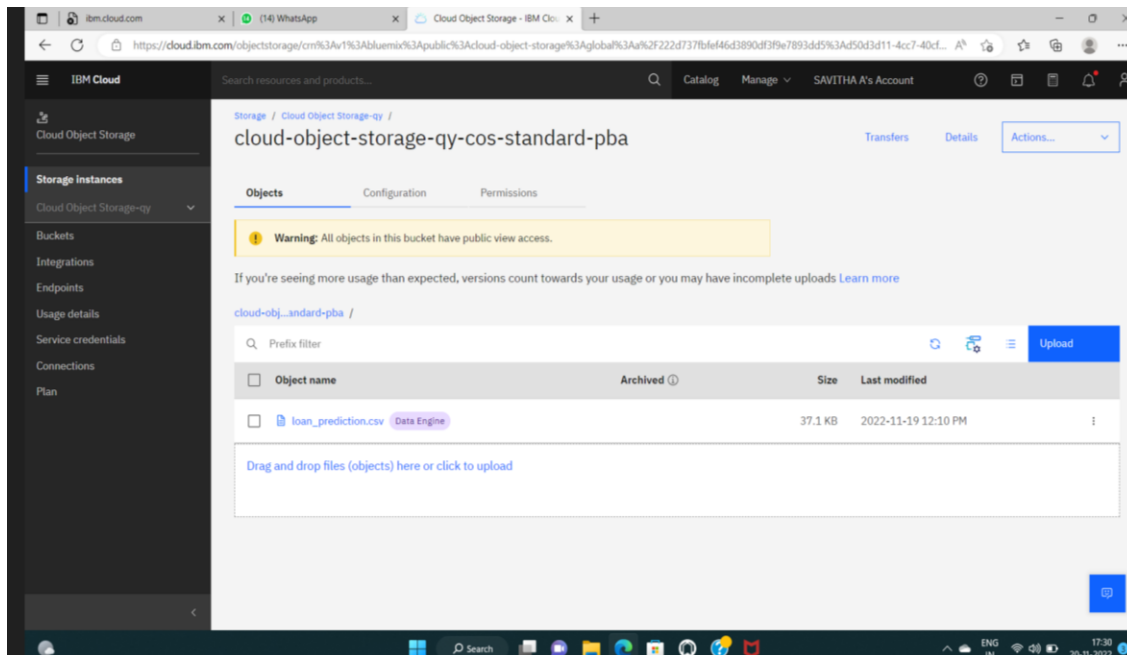 ibm.cloud.com
(14) WhatsApp
Cloud Object Storage - IBM Clou
https://cloud.ibm.com/objectstorage/crn%3Av1%3Abluemix%3Apublic%3Acloud-object-storage%3Aglobal%3Aa%2F222d737fbfef46d3890df3f9e7893dd5%3Ad50d3d11-4cc7-40cf...
IBM Cloud
Search resources and products...
Catalog
Manage
SAVITHA A's Account
Cloud Object Storage
Storage instances
Cloud Object Storage-qy
Buckets
Integrations
Endpoints
Usage details
Service credentials
Connections
Plan
Storage / Cloud Object Storage-qy /
cloud-object-storage-qy-cos-standard-pba
Transfers
Details
Actions...
Objects
Configuration
Permissions
Warning: All objects in this bucket have public view access.
If you're seeing more usage than expected, versions count towards your usage or you may have incomplete uploads Learn more
cloud-obj...andard-pba /
Prefix filter
Upload
Object name
Archived
Size
Last modified
loan_prediction.csv
Data Engine
37.1 KB
2022-11-19 12:10 PM
Drag and drop files (objects) here or click to upload
Search
ENG
IN
17:30
20-11-2022